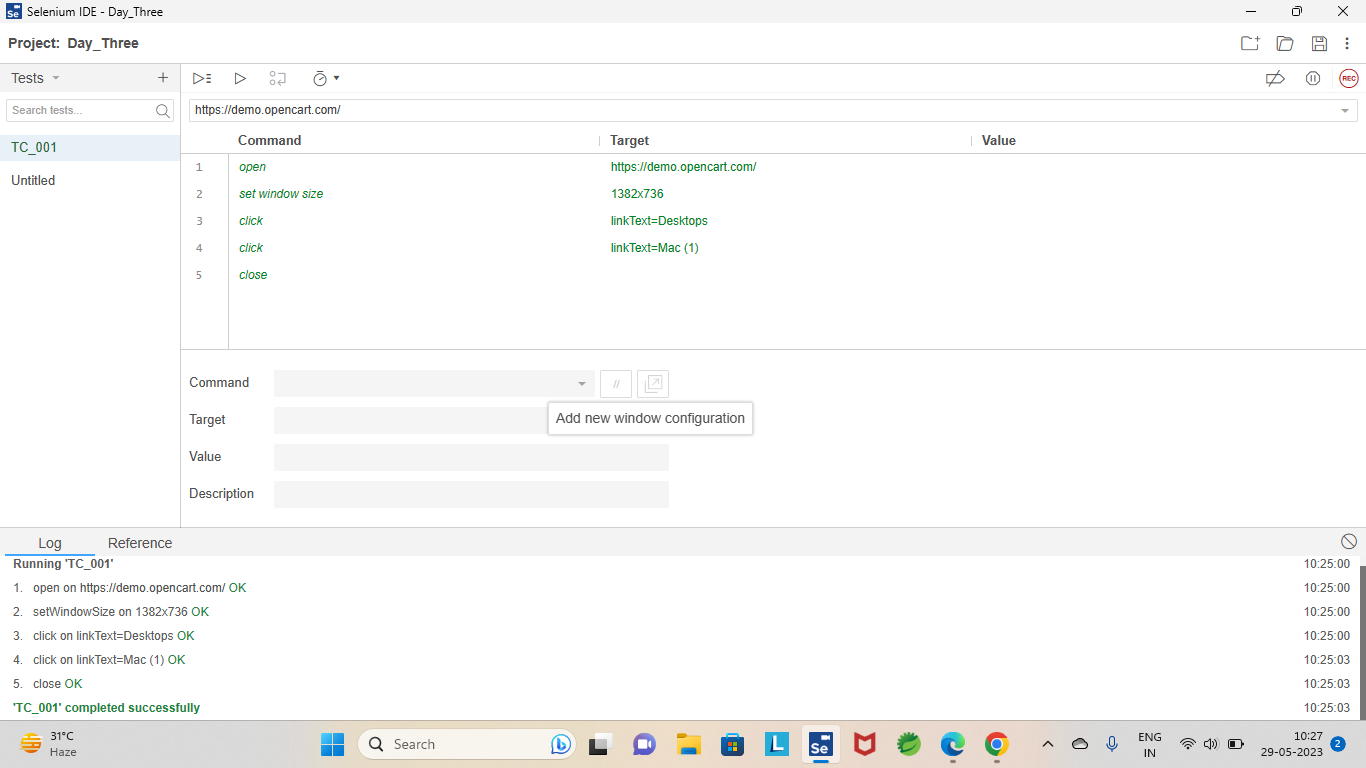 Selenium IDE - Day_Three
Project: Day_Three
Tests
REC
Search tests...
https://demo.opencart.com/
TC_001
Untitled
Command Target Value
1 open https://demo.opencart.com/
2 set window size 1382x736
3 click linkText=Desktops
4 click linkText=Mac (1)
5 close
Command //
Target
Add new window configuration
Value
Description
Log Reference
Running 'TC_001' 10:25:00
1. open on https://demo.opencart.com/ OK 10:25:00
2. setWindowSize on 1382x736 OK 10:25:00
3. click on linkText=Desktops OK 10:25:00
4. click on linkText=Mac (1) OK 10:25:03
5. close OK 10:25:03
'TC_001' completed successfully 10:25:03
31°C
Haze
Search
L
Se
ENG
IN
10:27
29-05-2023
2